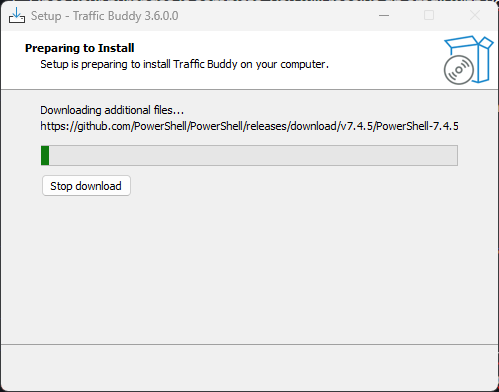 Setup - Traffic Buddy 3.6.0.0
Preparing to Install
Setup is preparing to install Traffic Buddy on your computer.
Downloading additional files...
https://github.com/PowerShell/PowerShell/releases/download/v7.4.5/PowerShell-7.4.5
Stop download